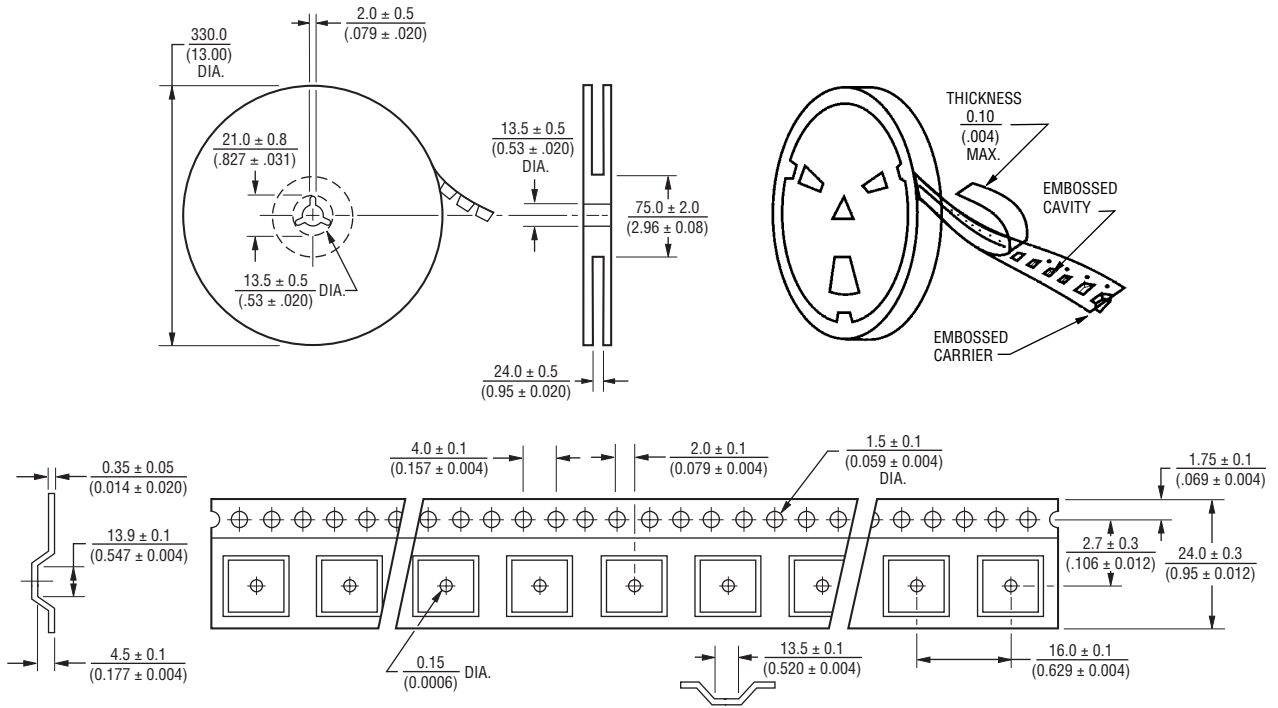 2.0 ± 0.5
(.079 ± .020)
330.0
(13.00)
DIA.
21.0 ± 0.8
(.827 ± .031)
13.5 ± 0.5
(.53 ± .020)
DIA.
13.5 ± 0.5
(0.53 ± .020)
DIA.
75.0 ± 2.0
(2.96 ± 0.08)
24.0 ± 0.5
(0.95 ± 0.020)
THICKNESS
0.10
(.004)
MAX.
EMBOSSED
CAVITY
EMBOSSED
CARRIER
0.35 ± 0.05
(0.014 ± 0.020)
13.9 ± 0.1
(0.547 ± 0.004)
4.5 ± 0.1
(0.177 ± 0.004)
4.0 ± 0.1
(0.157 ± 0.004)
2.0 ± 0.1
(0.079 ± 0.004)
1.5 ± 0.1
(0.059 ± 0.004)
DIA.
1.75 ± 0.1
(.069 ± 0.004)
2.7 ± 0.3
(.106 ± 0.012)
24.0 ± 0.3
(0.95 ± 0.012)
0.15
(0.0006)
DIA.
13.5 ± 0.1
(0.520 ± 0.004)
16.0 ± 0.1
(0.629 ± 0.004)